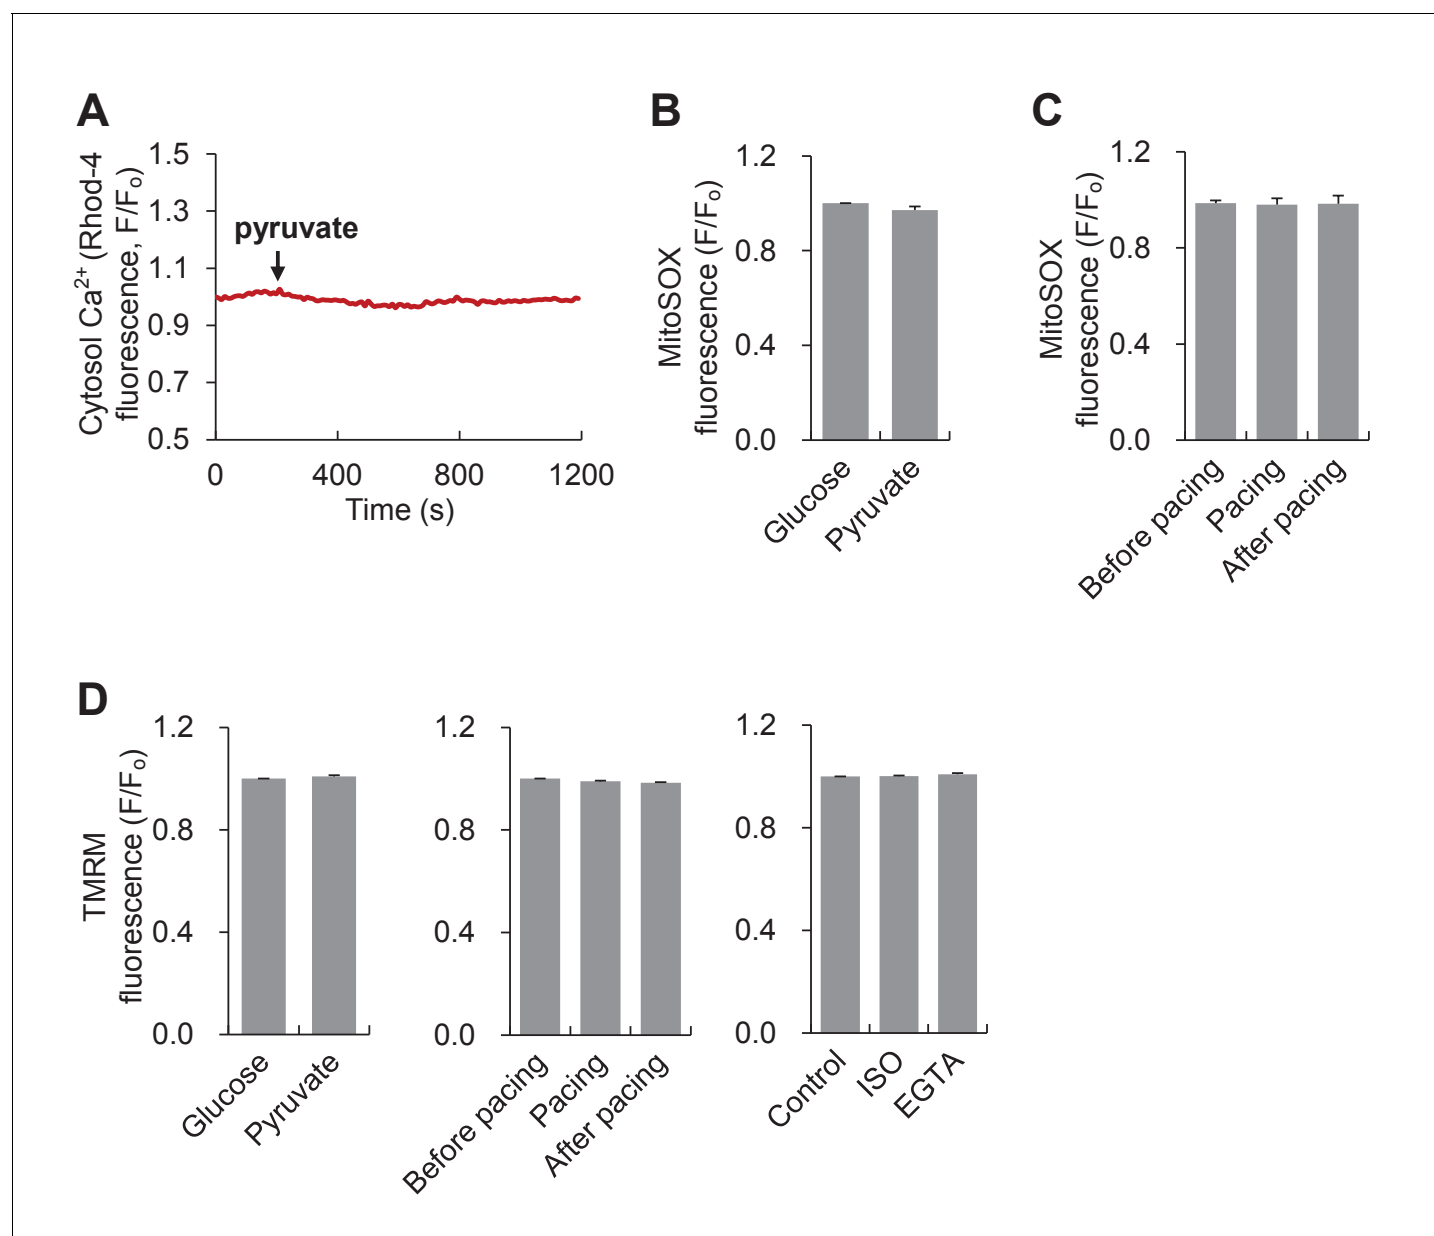 A
Cytosol Ca2+ (Rhod-4
fluorescence, F/Fo)
1.5
1.3
1.1
0.9
0.7
0.5
pyruvate
0
400
800
1200
Time (s)
B
MitoSOX
fluorescence (F/Fo)
1.2
0.8
0.4
0.0
Glucose
Pyruvate
C
MitoSOX
fluorescence (F/Fo)
1.2
0.8
0.4
0.0
Before pacing
Pacing
After pacing
D
TMRM
fluorescence (F/Fo)
1.2
0.8
0.4
0.0
Glucose
Pyruvate
1.2
0.8
0.4
0.0
Before pacing
Pacing
After pacing
1.2
0.8
0.4
0.0
Control
ISO
EGTA